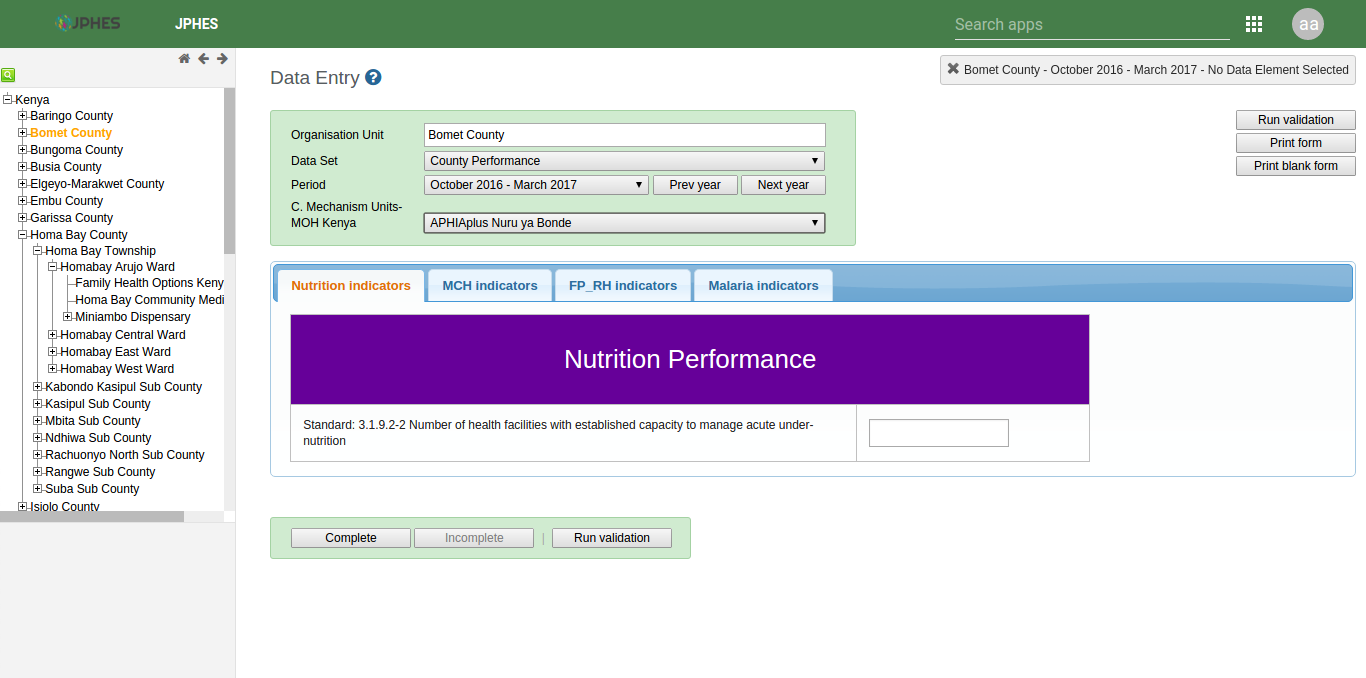 JPHES
JPHES
Search apps
aa
Kenya
Baringo County
Bomet County
Bungoma County
Busia County
Elgeyo-Marakwet County
Embu County
Garissa County
Homa Bay County
Homa Bay Township
Homabay Arujo Ward
Family Health Options Keny
Homa Bay Community Medi
Miniambo Dispensary
Homabay Central Ward
Homabay East Ward
Homabay West Ward
Kabondo Kasipul Sub County
Kasipul Sub County
Mbita Sub County
Ndhiwa Sub County
Rachuonyo North Sub County
Rangwe Sub County
Suba Sub County
Isiolo County
Data Entry ?
Bomet County - October 2016 - March 2017 - No Data Element Selected
Organisation Unit Bomet County
Data Set County Performance
Period October 2016 - March 2017 Prev year Next year
C. Mechanism Units-
MOH Kenya APHIAplus Nuru ya Bonde
Run validation
Print form
Print blank form
Nutrition indicators MCH indicators FP_RH indicators Malaria indicators
Nutrition Performance
Standard: 3.1.9.2-2 Number of health facilities with established capacity to manage acute under-
nutrition
Complete Incomplete | Run validation